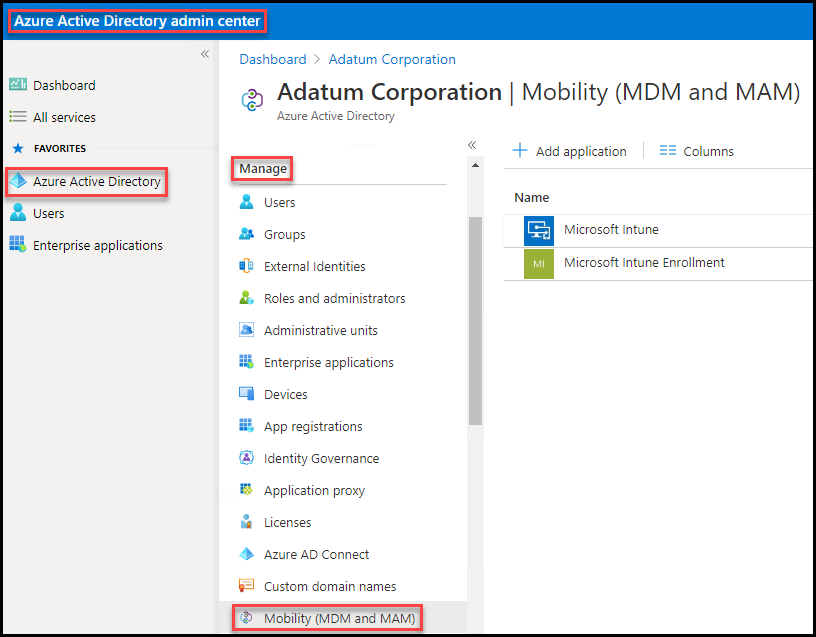 Azure Active Directory admin center
«
Dashboard
All services
FAVORITES
Azure Active Directory
Users
Enterprise applications
Dashboard > Adatum Corporation
Adatum Corporation | Mobility (MDM and MAM)
Azure Active Directory
«
Manage
Users
Groups
External Identities
Roles and administrators
Administrative units
Enterprise applications
Devices
App registrations
Identity Governance
Application proxy
Licenses
Azure AD Connect
Custom domain names
Mobility (MDM and MAM)
+ Add application
Columns
Name
Microsoft Intune
MI Microsoft Intune Enrollment